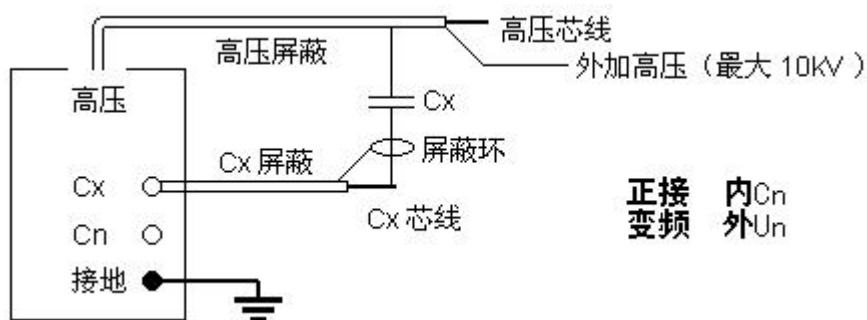 高压芯线
高压屏蔽
外加高压（最大 10KV ）
高压
Cx
Cx 屏蔽
屏蔽环
Cx
Cx 芯线
Cn
接地
正接 内Cn
变频 外Un